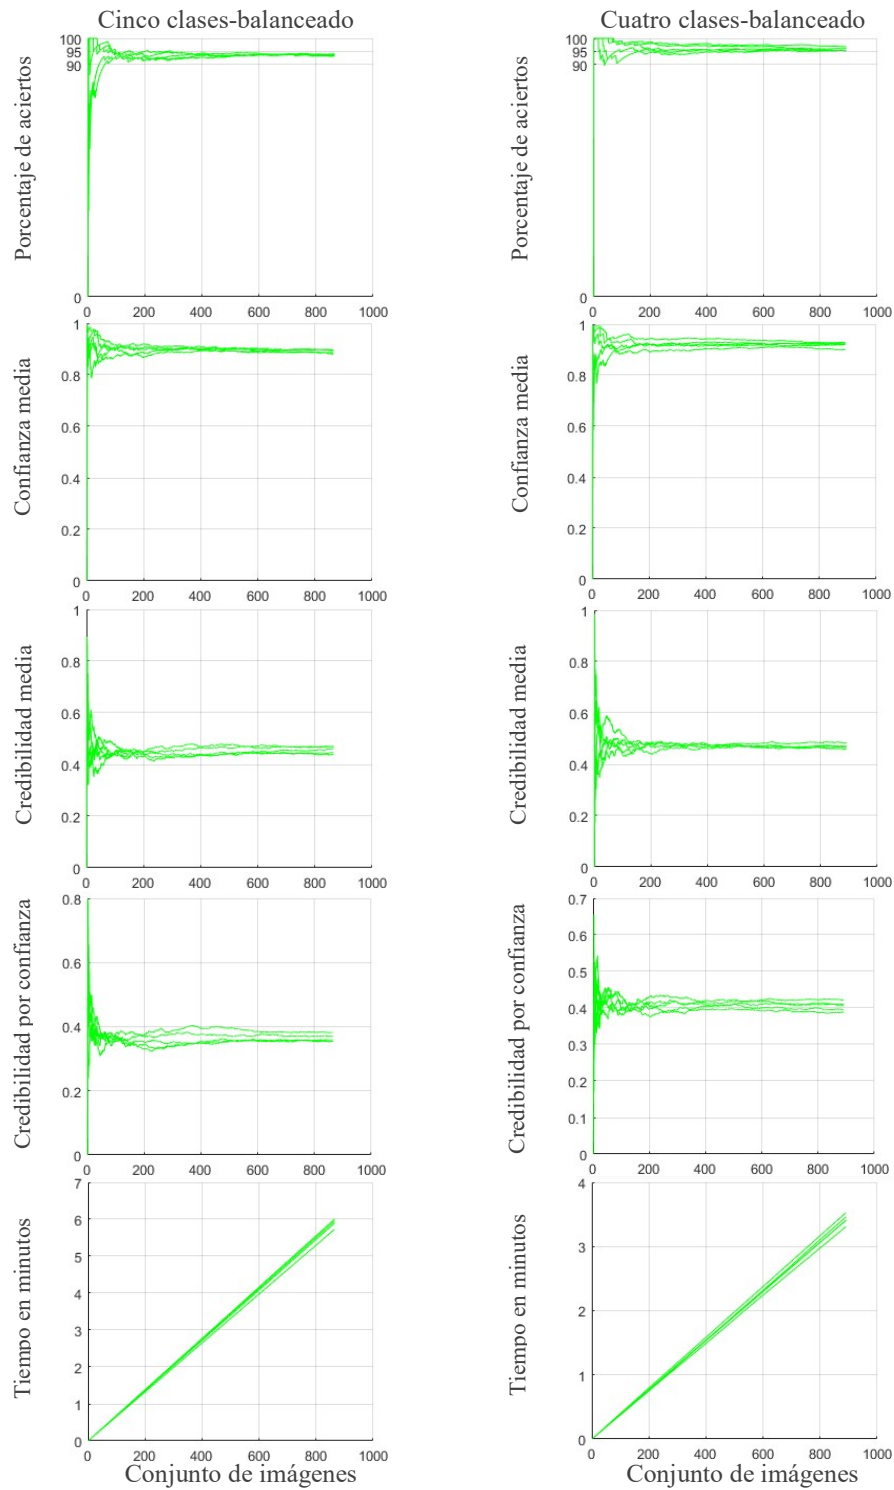 Cinco clases-balanceado
Cuatro clases-balanceado
Porcentaje de aciertos
100
95
90
0
0 200 400 600 800 1000
Porcentaje de aciertos
100
95
90
0
0 200 400 600 800 1000
Confianza media
1
0.8
0.6
0.4
0.2
0
0 200 400 600 800 1000
Confianza media
1
0.8
0.6
0.4
0.2
0
0 200 400 600 800 1000
Credibilidad media
1
0.8
0.6
0.4
0.2
0
0 200 400 600 800 1000
Credibilidad media
1
0.8
0.6
0.4
0.2
0
0 200 400 600 800 1000
Credibilidad por confianza
0.8
0.6
0.4
0.2
0
0 200 400 600 800 1000
Credibilidad por confianza
0.7
0.6
0.5
0.4
0.3
0.2
0.1
0
0 200 400 600 800 1000
Tiempo en minutos
7
6
5
4
3
2
1
0
0 200 400 600 800 1000
Conjunto de imágenes
Tiempo en minutos
4
3
2
1
0
0 200 400 600 800 1000
Conjunto de imágenes